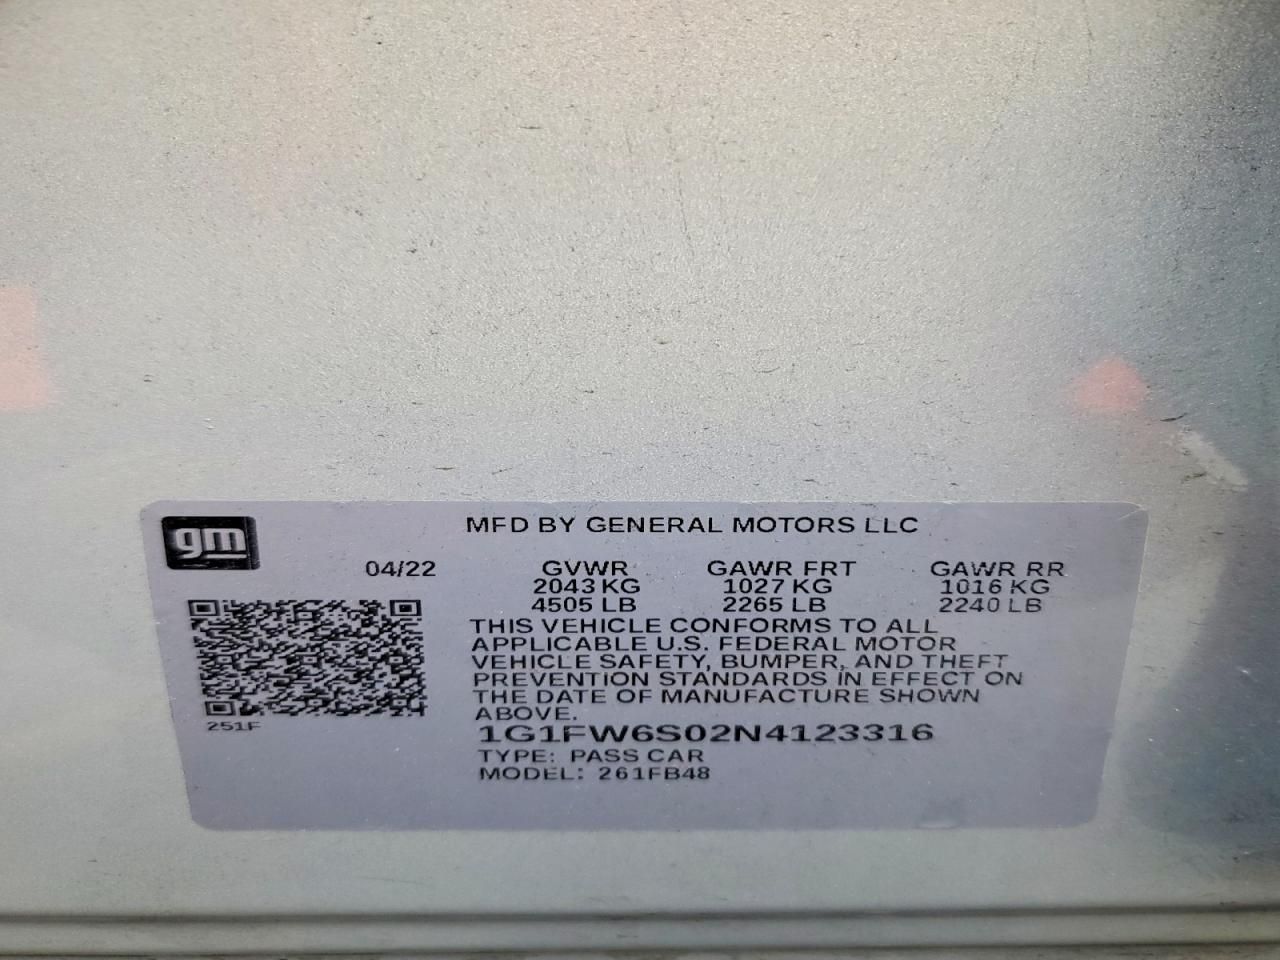 gm
MFD BY GENERAL MOTORS LLC
04/22 GVWR GAWR FRT GAWR RR
2043 KG 1027 KG 1016 KG
4505 LB 2265 LB 2240 LB
THIS VEHICLE CONFORMS TO ALL
APPLICABLE U.S. FEDERAL MOTOR
VEHICLE SAFETY, BUMPER, AND THEFT
PREVENTION STANDARDS IN EFFECT ON
THE DATE OF MANUFACTURE SHOWN
ABOVE.
251F
1G1FW6S02N4123316
TYPE: PASS CAR
MODEL: 261FB48